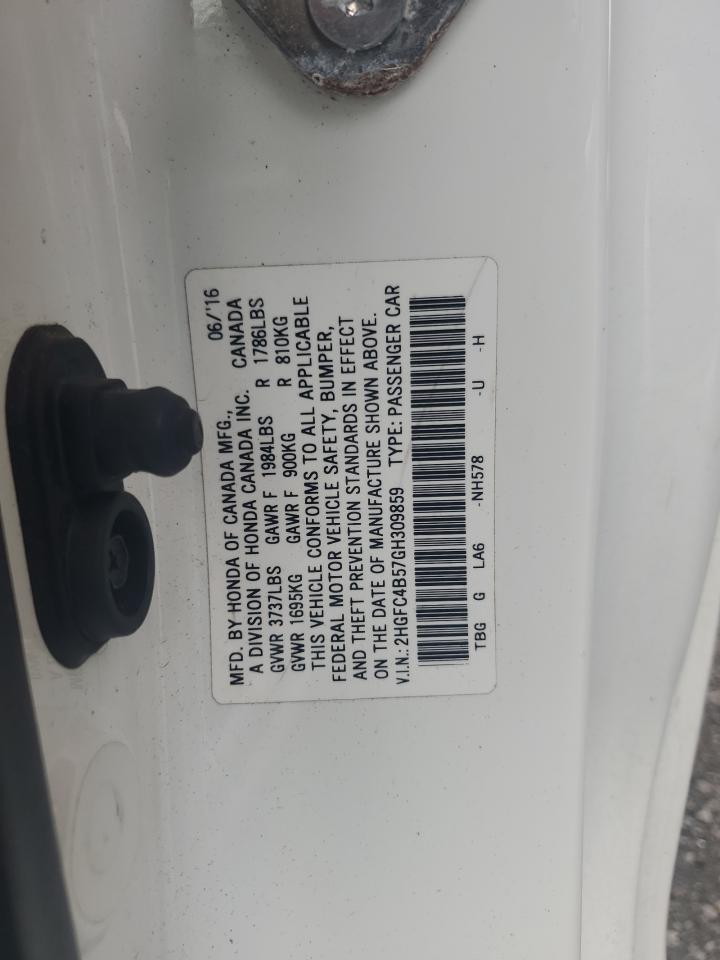 06/'16
MFD. BY HONDA OF CANADA MFG.,
A DIVISION OF HONDA CANADA INC. CANADA
GVWR 3737LBS GAWR F 1984LBS R 1786LBS
GVWR 1695KG GAWR F 900KG R 810KG
THIS VEHICLE CONFORMS TO ALL APPLICABLE
FEDERAL MOTOR VEHICLE SAFETY, BUMPER,
AND THEFT PREVENTION STANDARDS IN EFFECT
ON THE DATE OF MANUFACTURE SHOWN ABOVE.
V.I.N.: 2HGFC4B57GH309859 TYPE: PASSENGER CAR
TBG G LA6 -NH578 -U -H